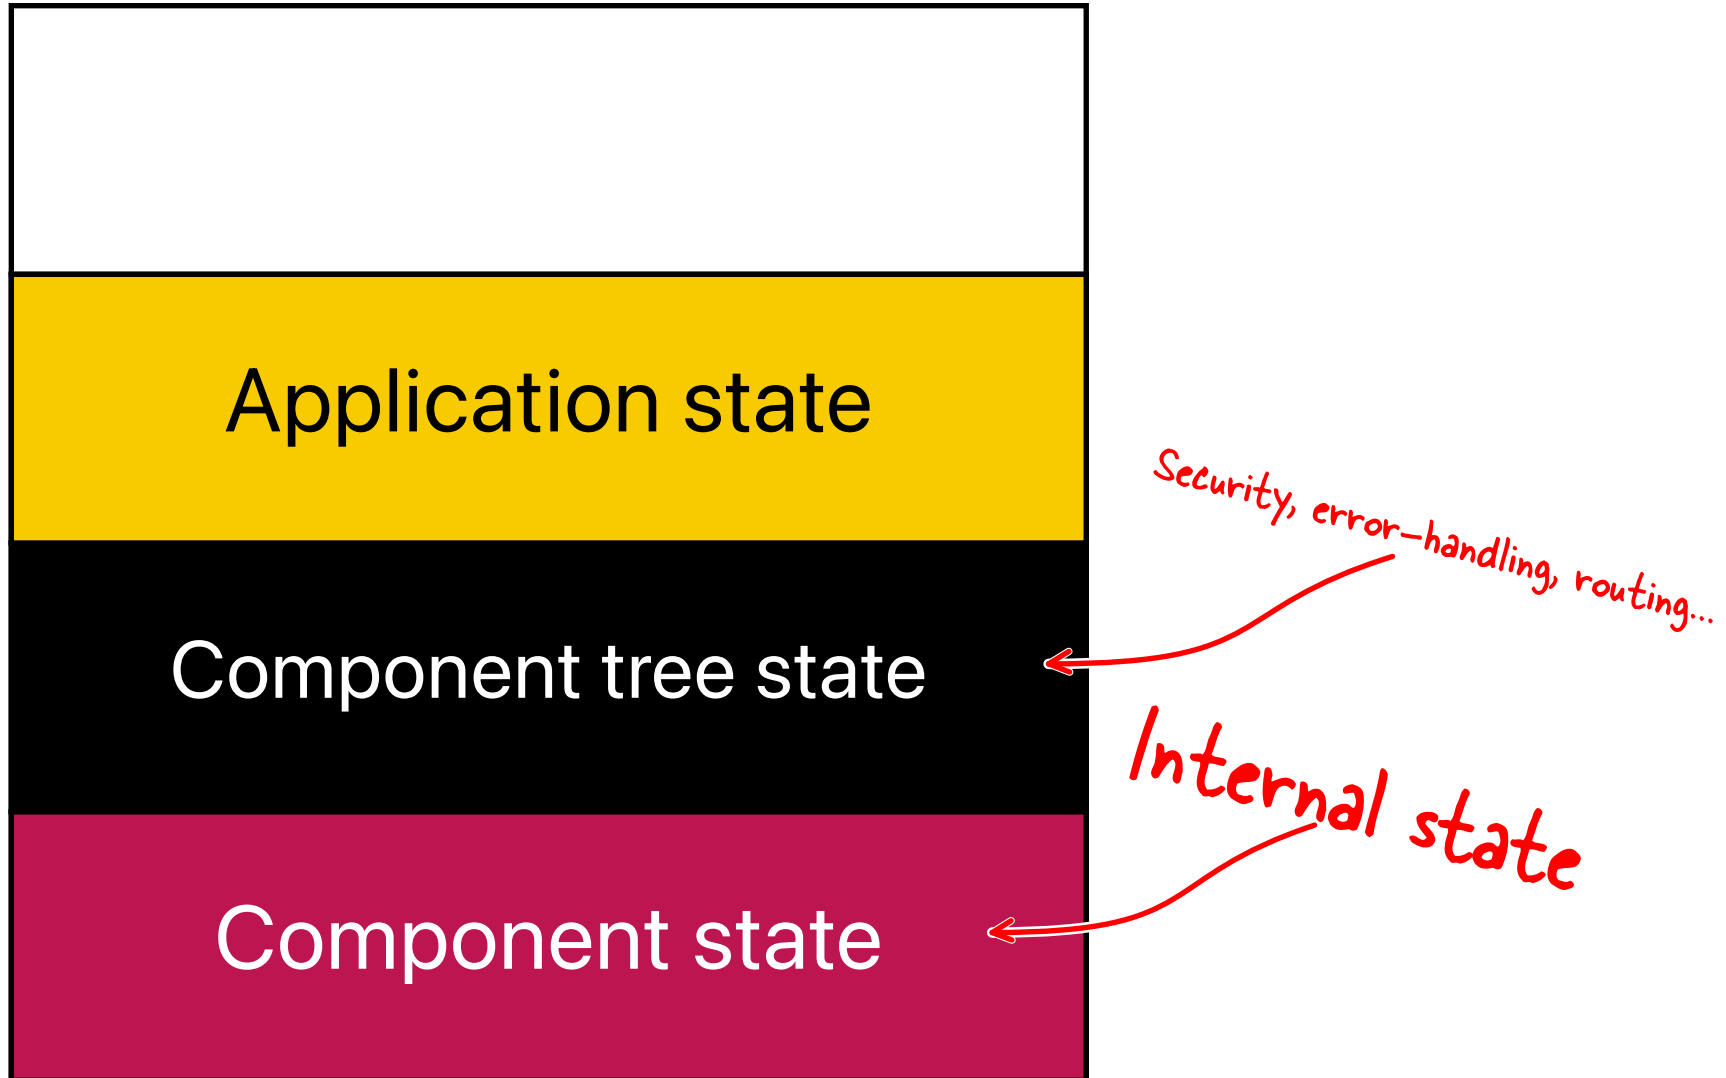 Application state
Security, error-handling, routing...
Component tree state
Internal state
Component state